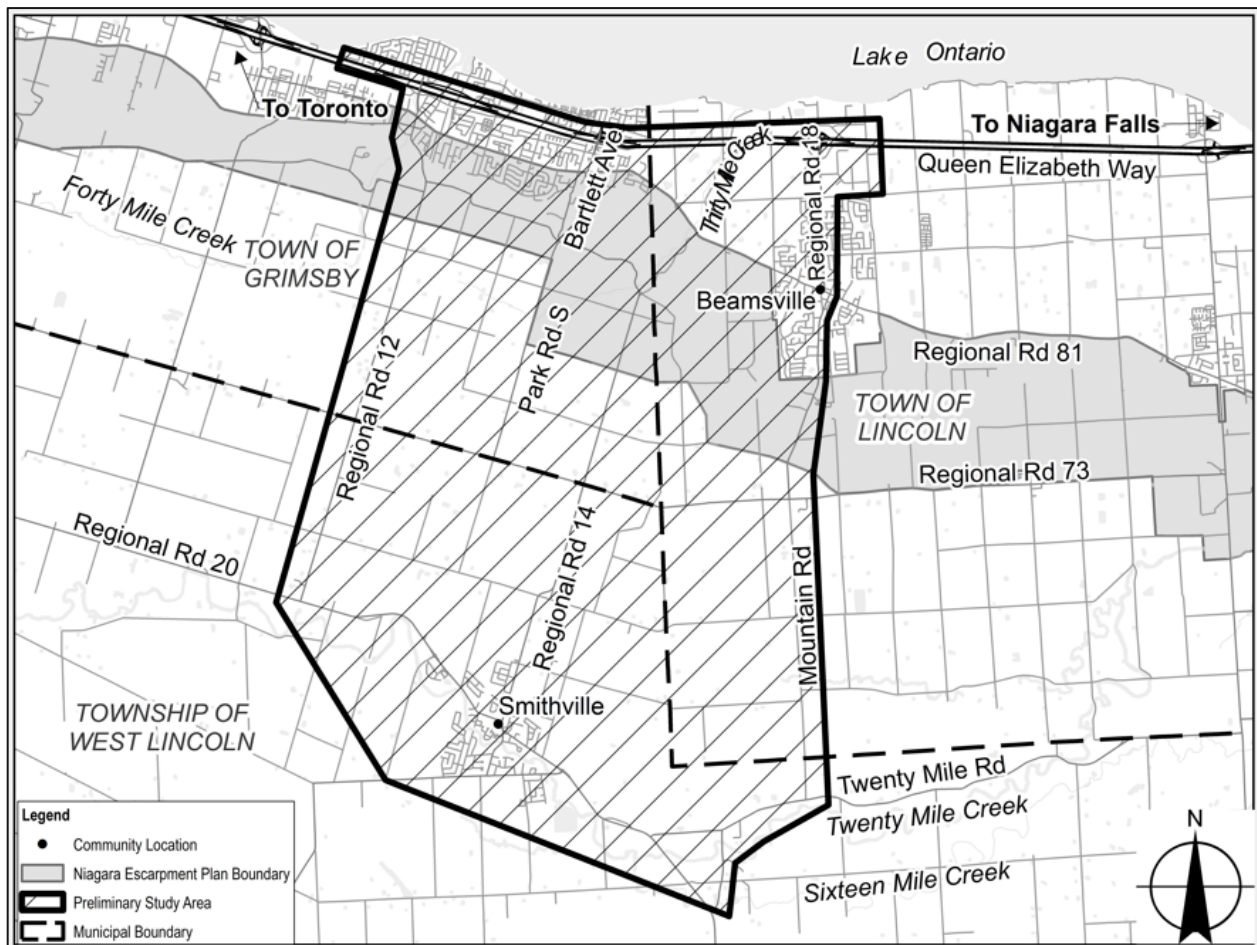 Lake Ontario
To Toronto
To Niagara Falls
Queen Elizabeth Way
Thirty Mile Creek
Regional Rd 18
Bartlett Ave
Forty Mile Creek
TOWN OF
GRIMSBY
Beamsville
Park Rd S
Regional Rd 12
Regional Rd 81
TOWN OF
LINCOLN
Regional Rd 73
Regional Rd 20
Regional Rd 14
Mountain Rd
Smithville
TOWNSHIP OF
WEST LINCOLN
Twenty Mile Rd
Twenty Mile Creek
Sixteen Mile Creek
Legend
Community Location
Niagara Escarpment Plan Boundary
Preliminary Study Area
Municipal Boundary
N